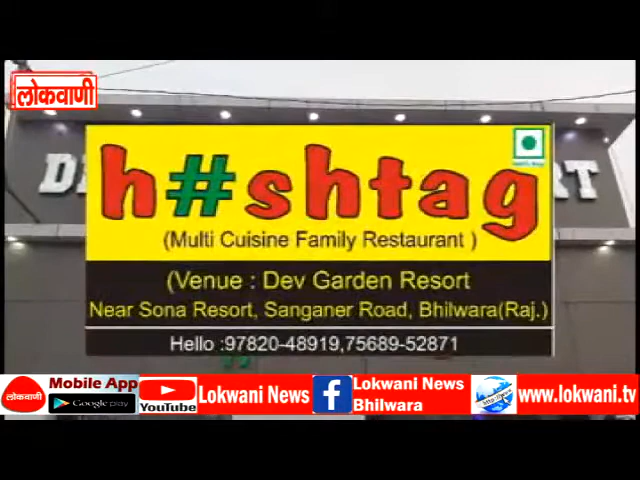 लोकवाणी
h#shtag
(Multi Cuisine Family Restaurant )
(Venue : Dev Garden Resort
Near Sona Resort, Sanganer Road, Bhilwara(Raj.)
Hello :97820-48919,75689-52871
लोकवाणी
Mobile App
Google play
YouTube
Lokwani News
Lokwani News
Bhilwara
www.lokwani.tv